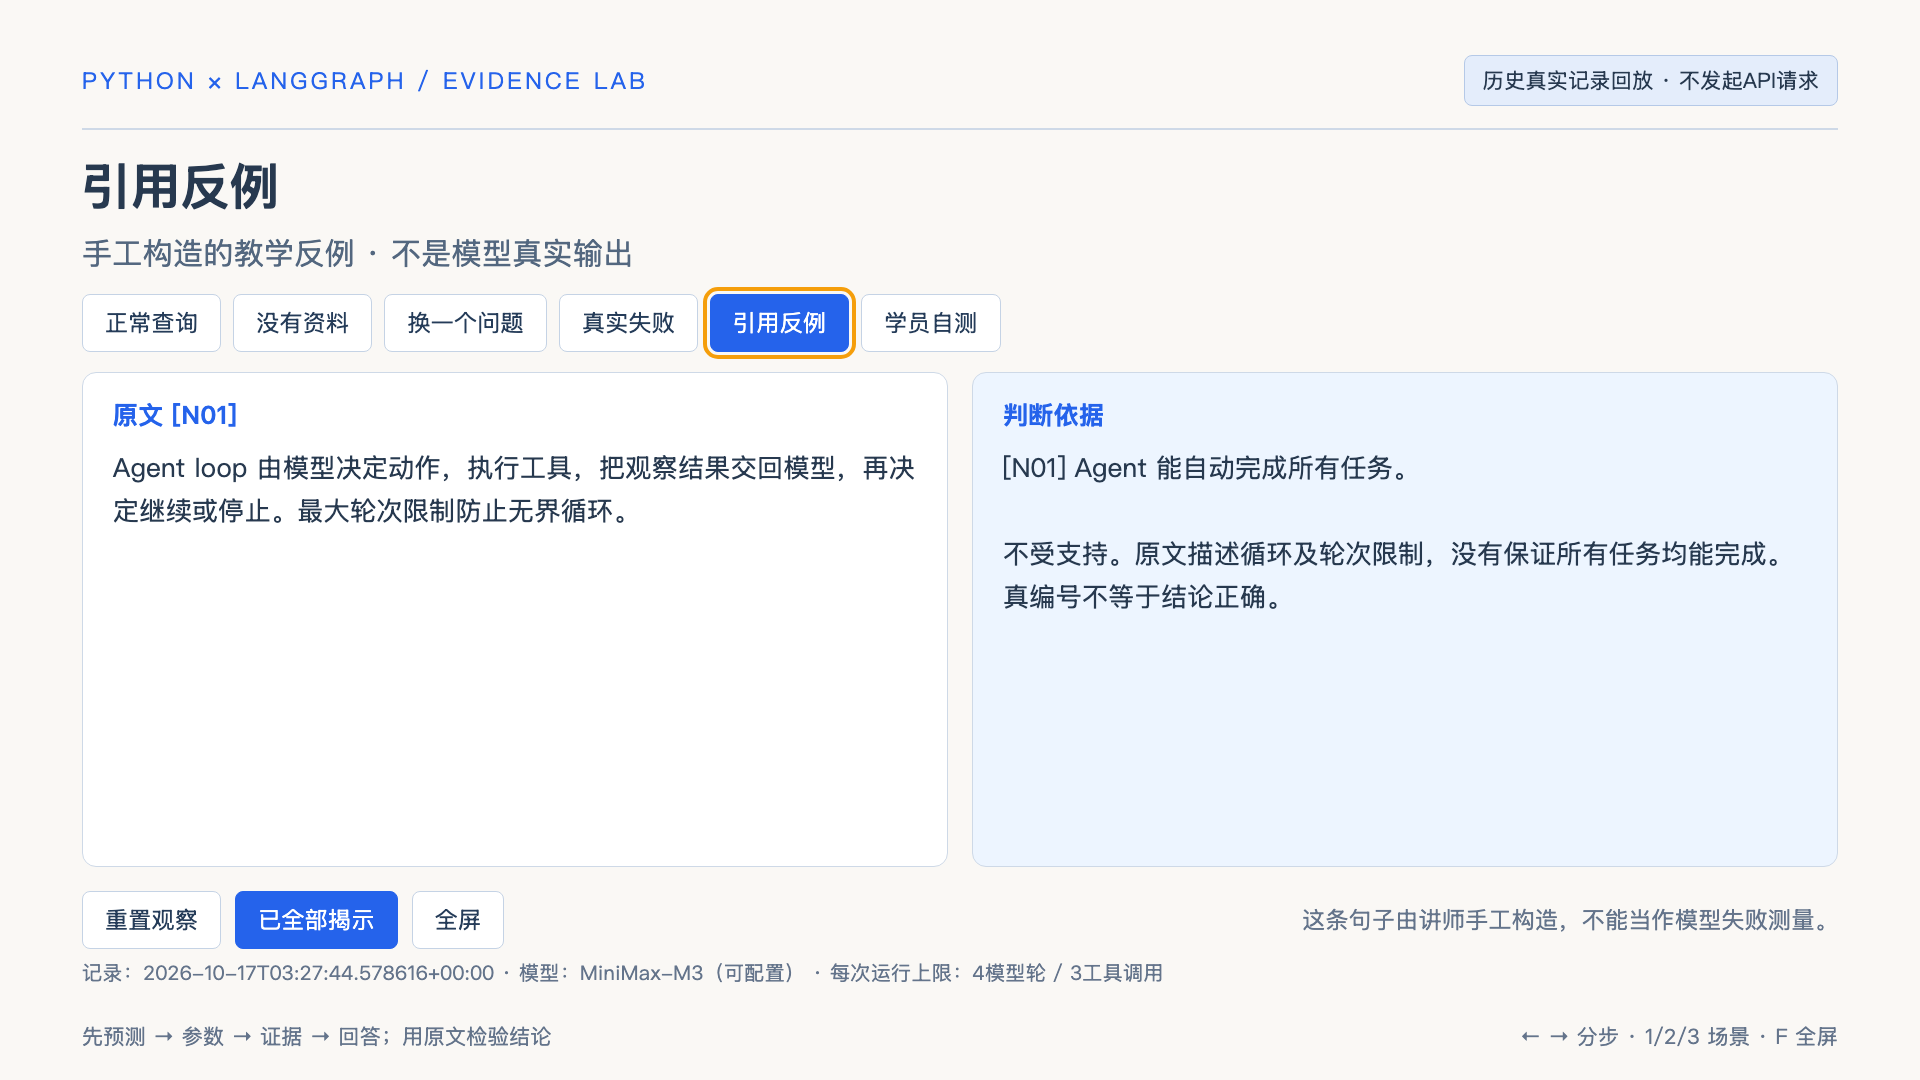 PYTHON × LANGGRAPH / EVIDENCE LAB
历史真实记录回放 · 不发起API请求
引用反例
手工构造的教学反例 · 不是模型真实输出
正常查询
没有资料
换一个问题
真实失败
引用反例
学员自测
原文 [N01]
Agent loop 由模型决定动作，执行工具，把观察结果交回模型，再决
定继续或停止。最大轮次限制防止无界循环。
判断依据
[N01] Agent 能自动完成所有任务。
不受支持。原文描述循环及轮次限制，没有保证所有任务均能完成。
真编号不等于结论正确。
重置观察
已全部揭示
全屏
这条句子由讲师手工构造，不能当作模型失败测量。
记录：2026-10-17T03:27:44.578616+00:00 · 模型：MiniMax-M3（可配置） · 每次运行上限：4模型轮 / 3工具调用
先预测 → 参数 → 证据 → 回答；用原文检验结论
← → 分步 · 1/2/3 场景 · F 全屏